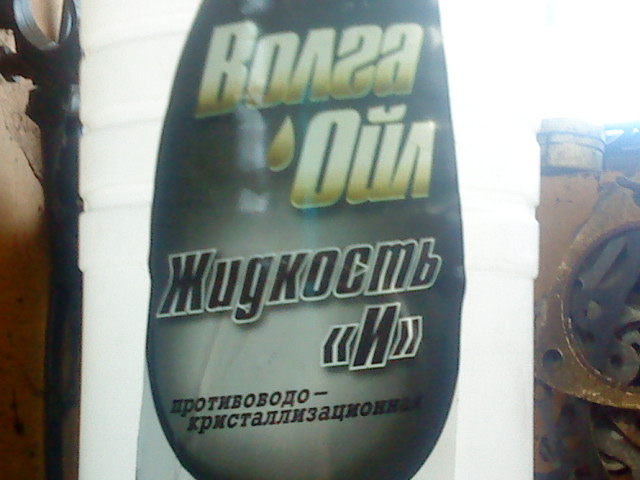 Волга
Ойл
Жидкость
«И»
противоводо-
кристаллизационная